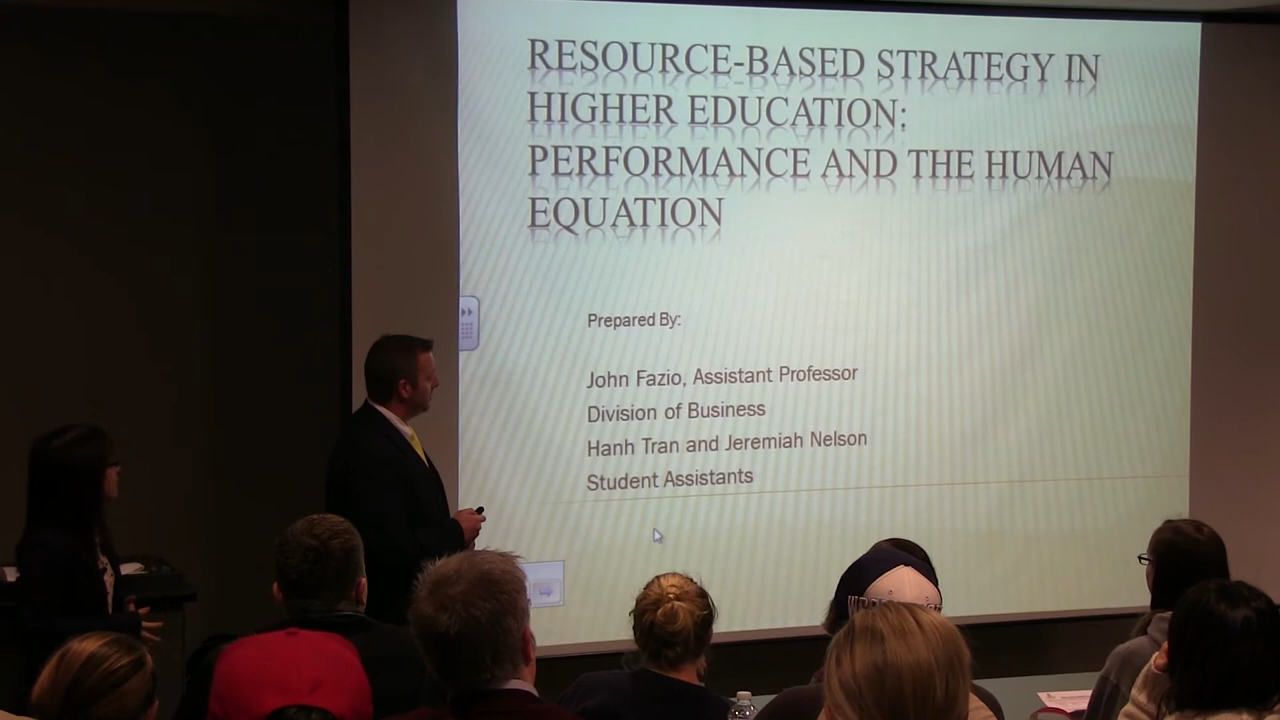 RESOURCE-BASED STRATEGY IN
HIGHER EDUCATION:
PERFORMANCE AND THE HUMAN
EQUATION
Prepared By:
John Fazio, Assistant Professor
Division of Business
Hanh Tran and Jeremiah Nelson
Student Assistants